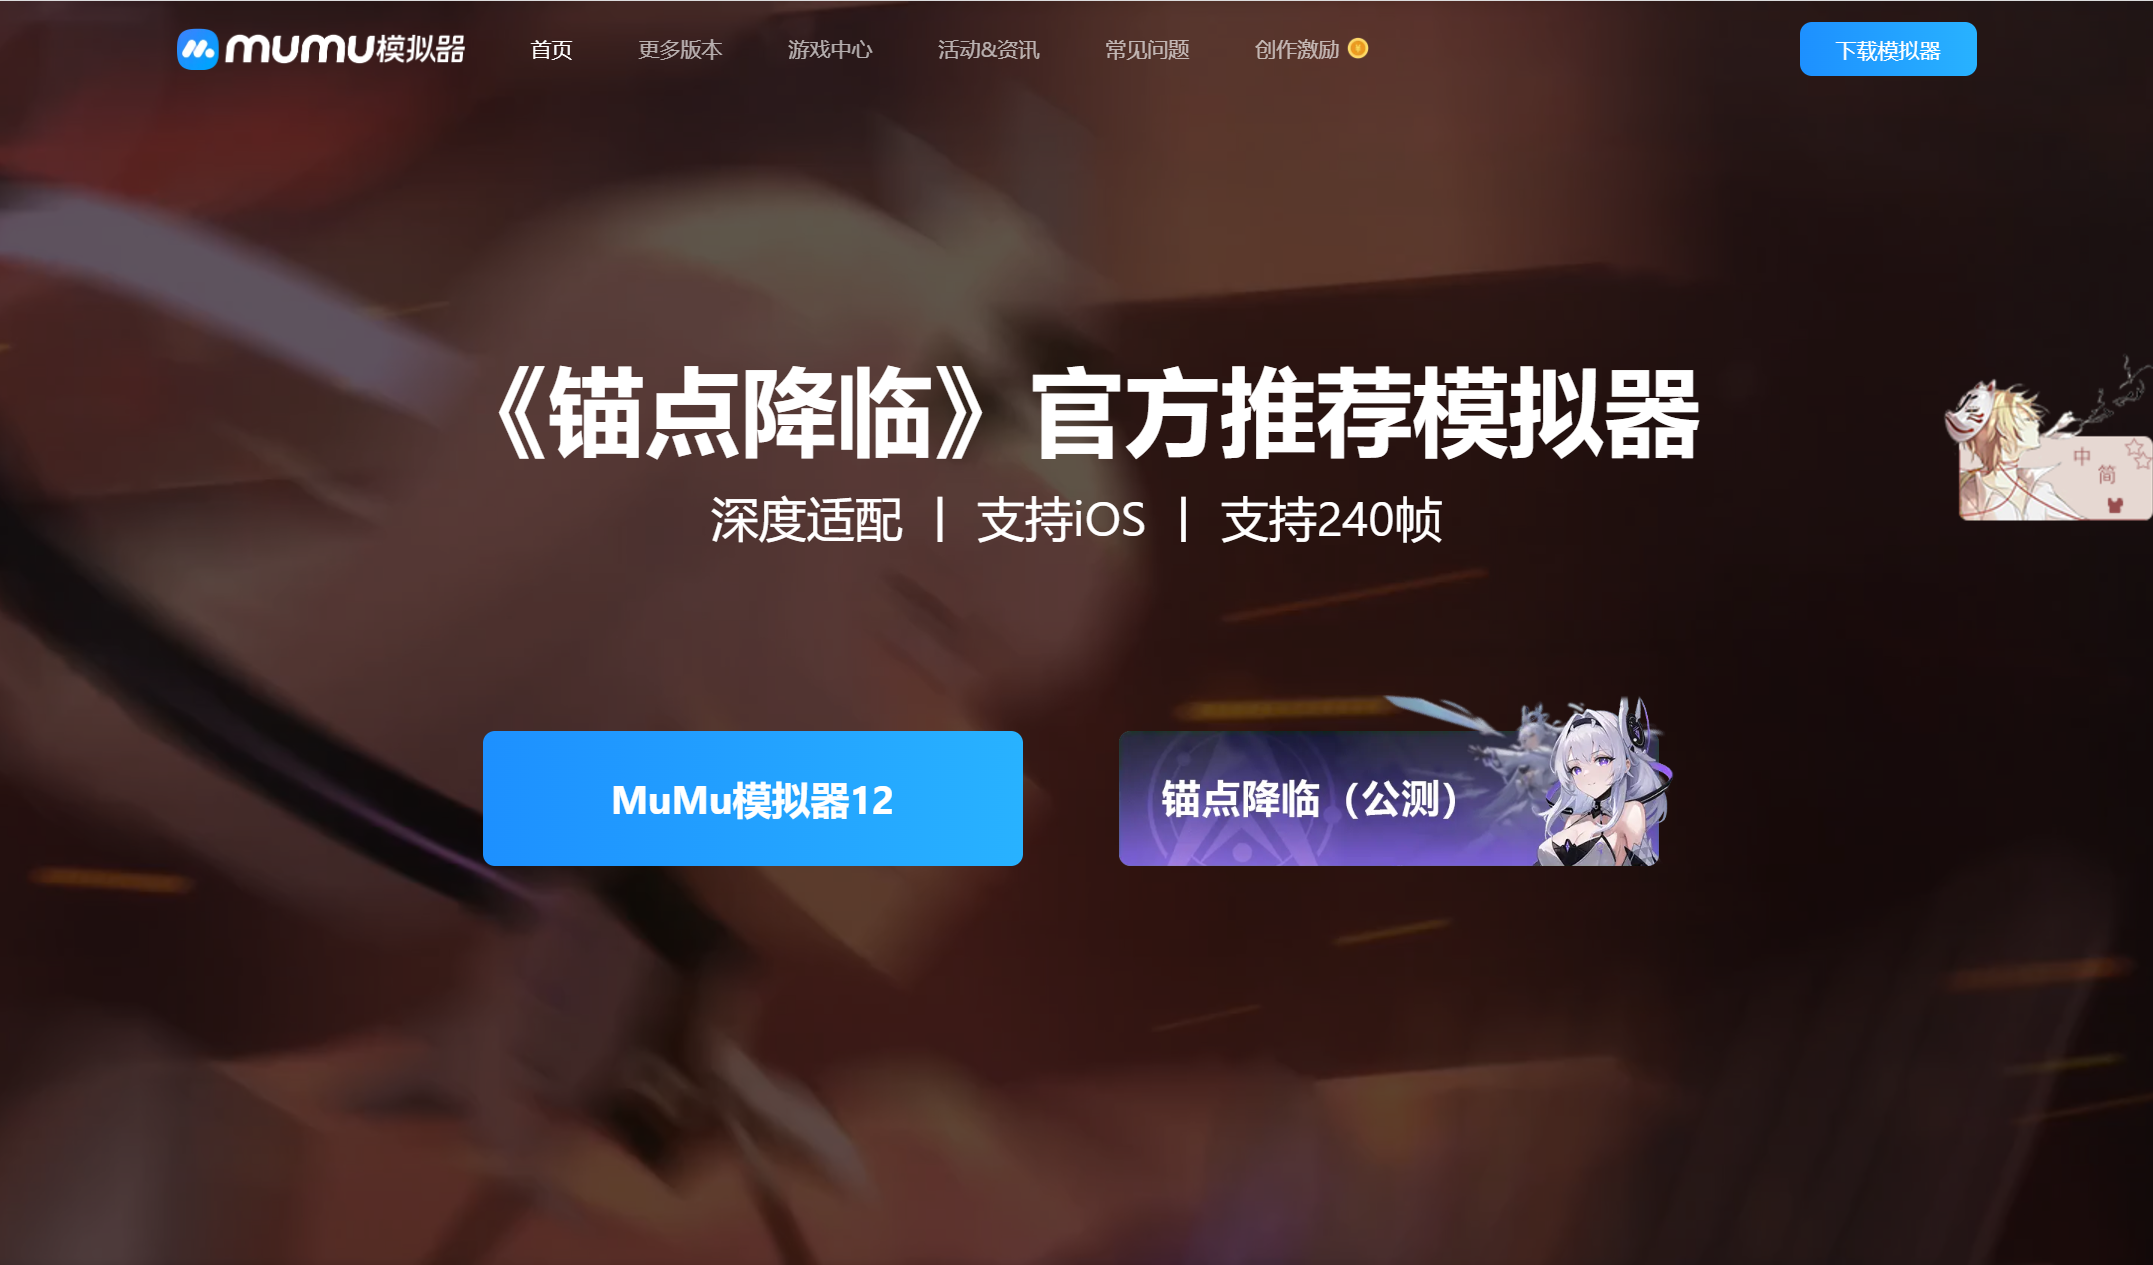 mumu模拟器
首页
更多版本
游戏中心
活动&资讯
常见问题
创作激励
下载模拟器
《锚点降临》官方推荐模拟器
深度适配 | 支持iOS | 支持240帧
中
简
MuMu模拟器12
锚点降临（公测）